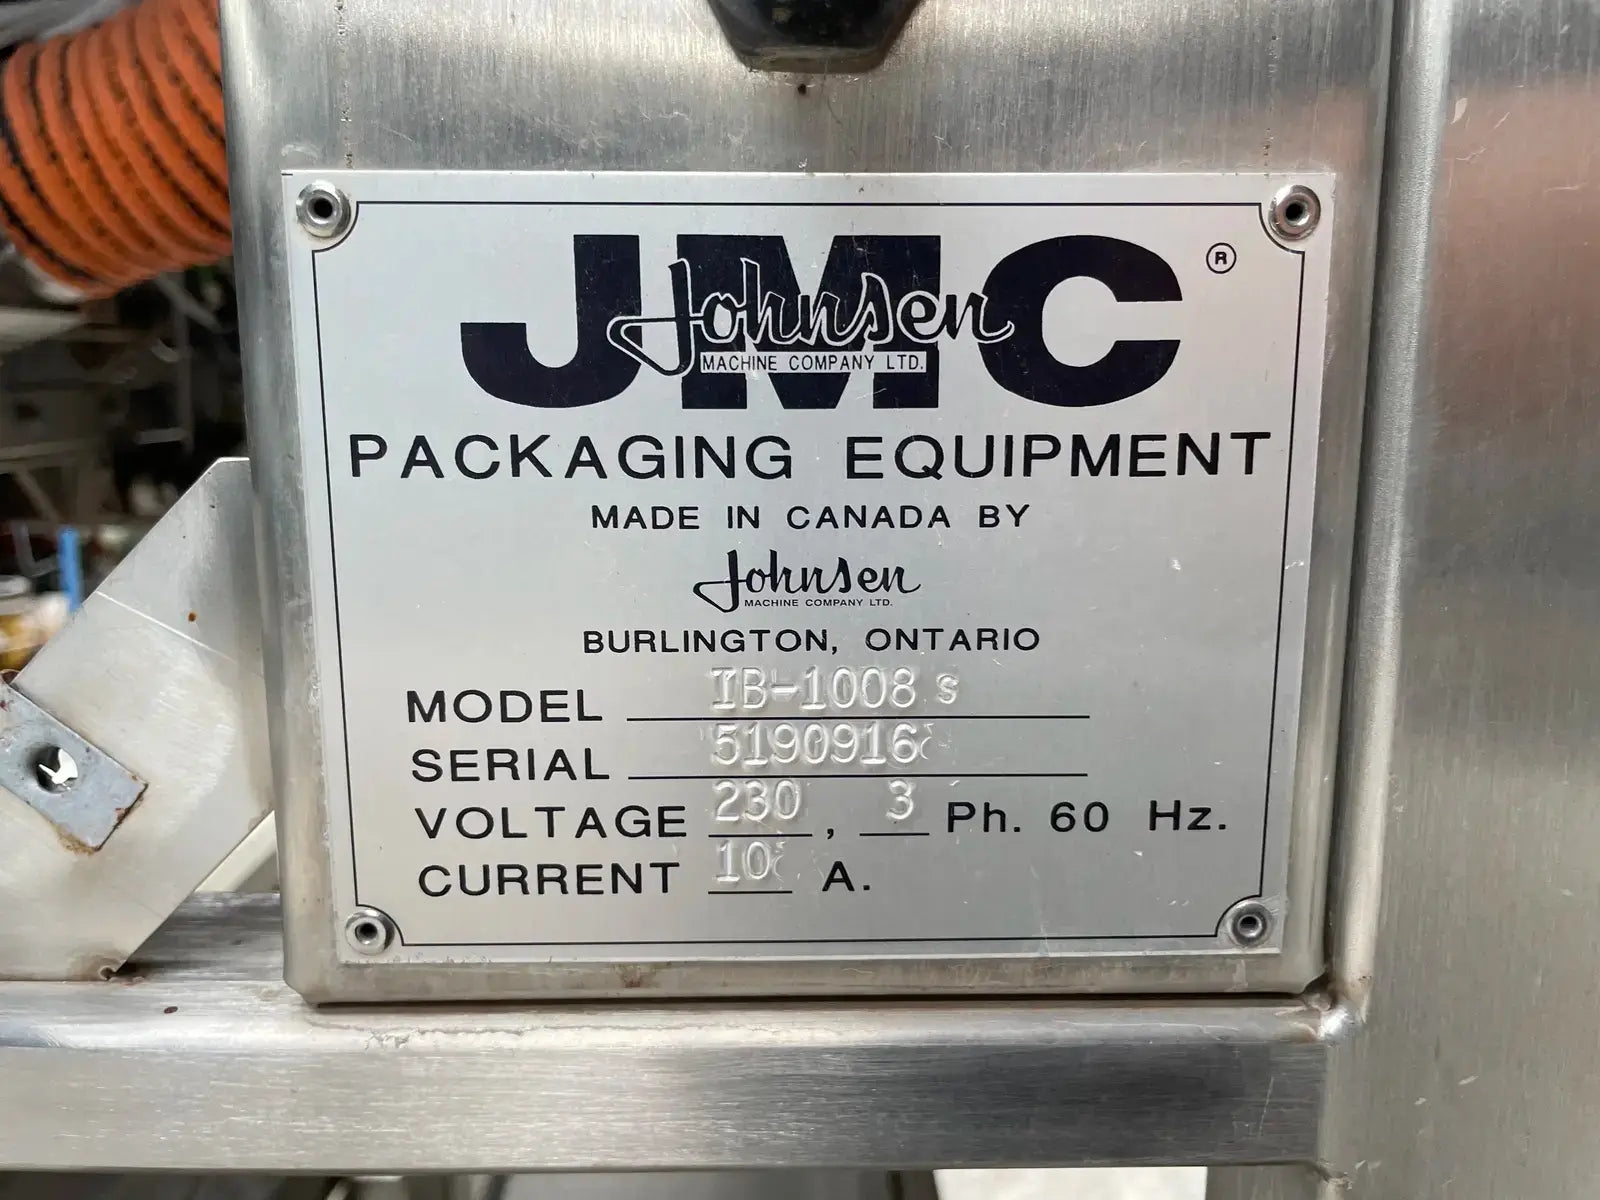 JMC ®
Johnsen
MACHINE COMPANY LTD.
PACKAGING EQUIPMENT
MADE IN CANADA BY
Johnsen
MACHINE COMPANY LTD.
BURLINGTON, ONTARIO
MODEL IB-1008 S
SERIAL 5190916
VOLTAGE 230, 3 Ph. 60 Hz.
CURRENT 10 A.